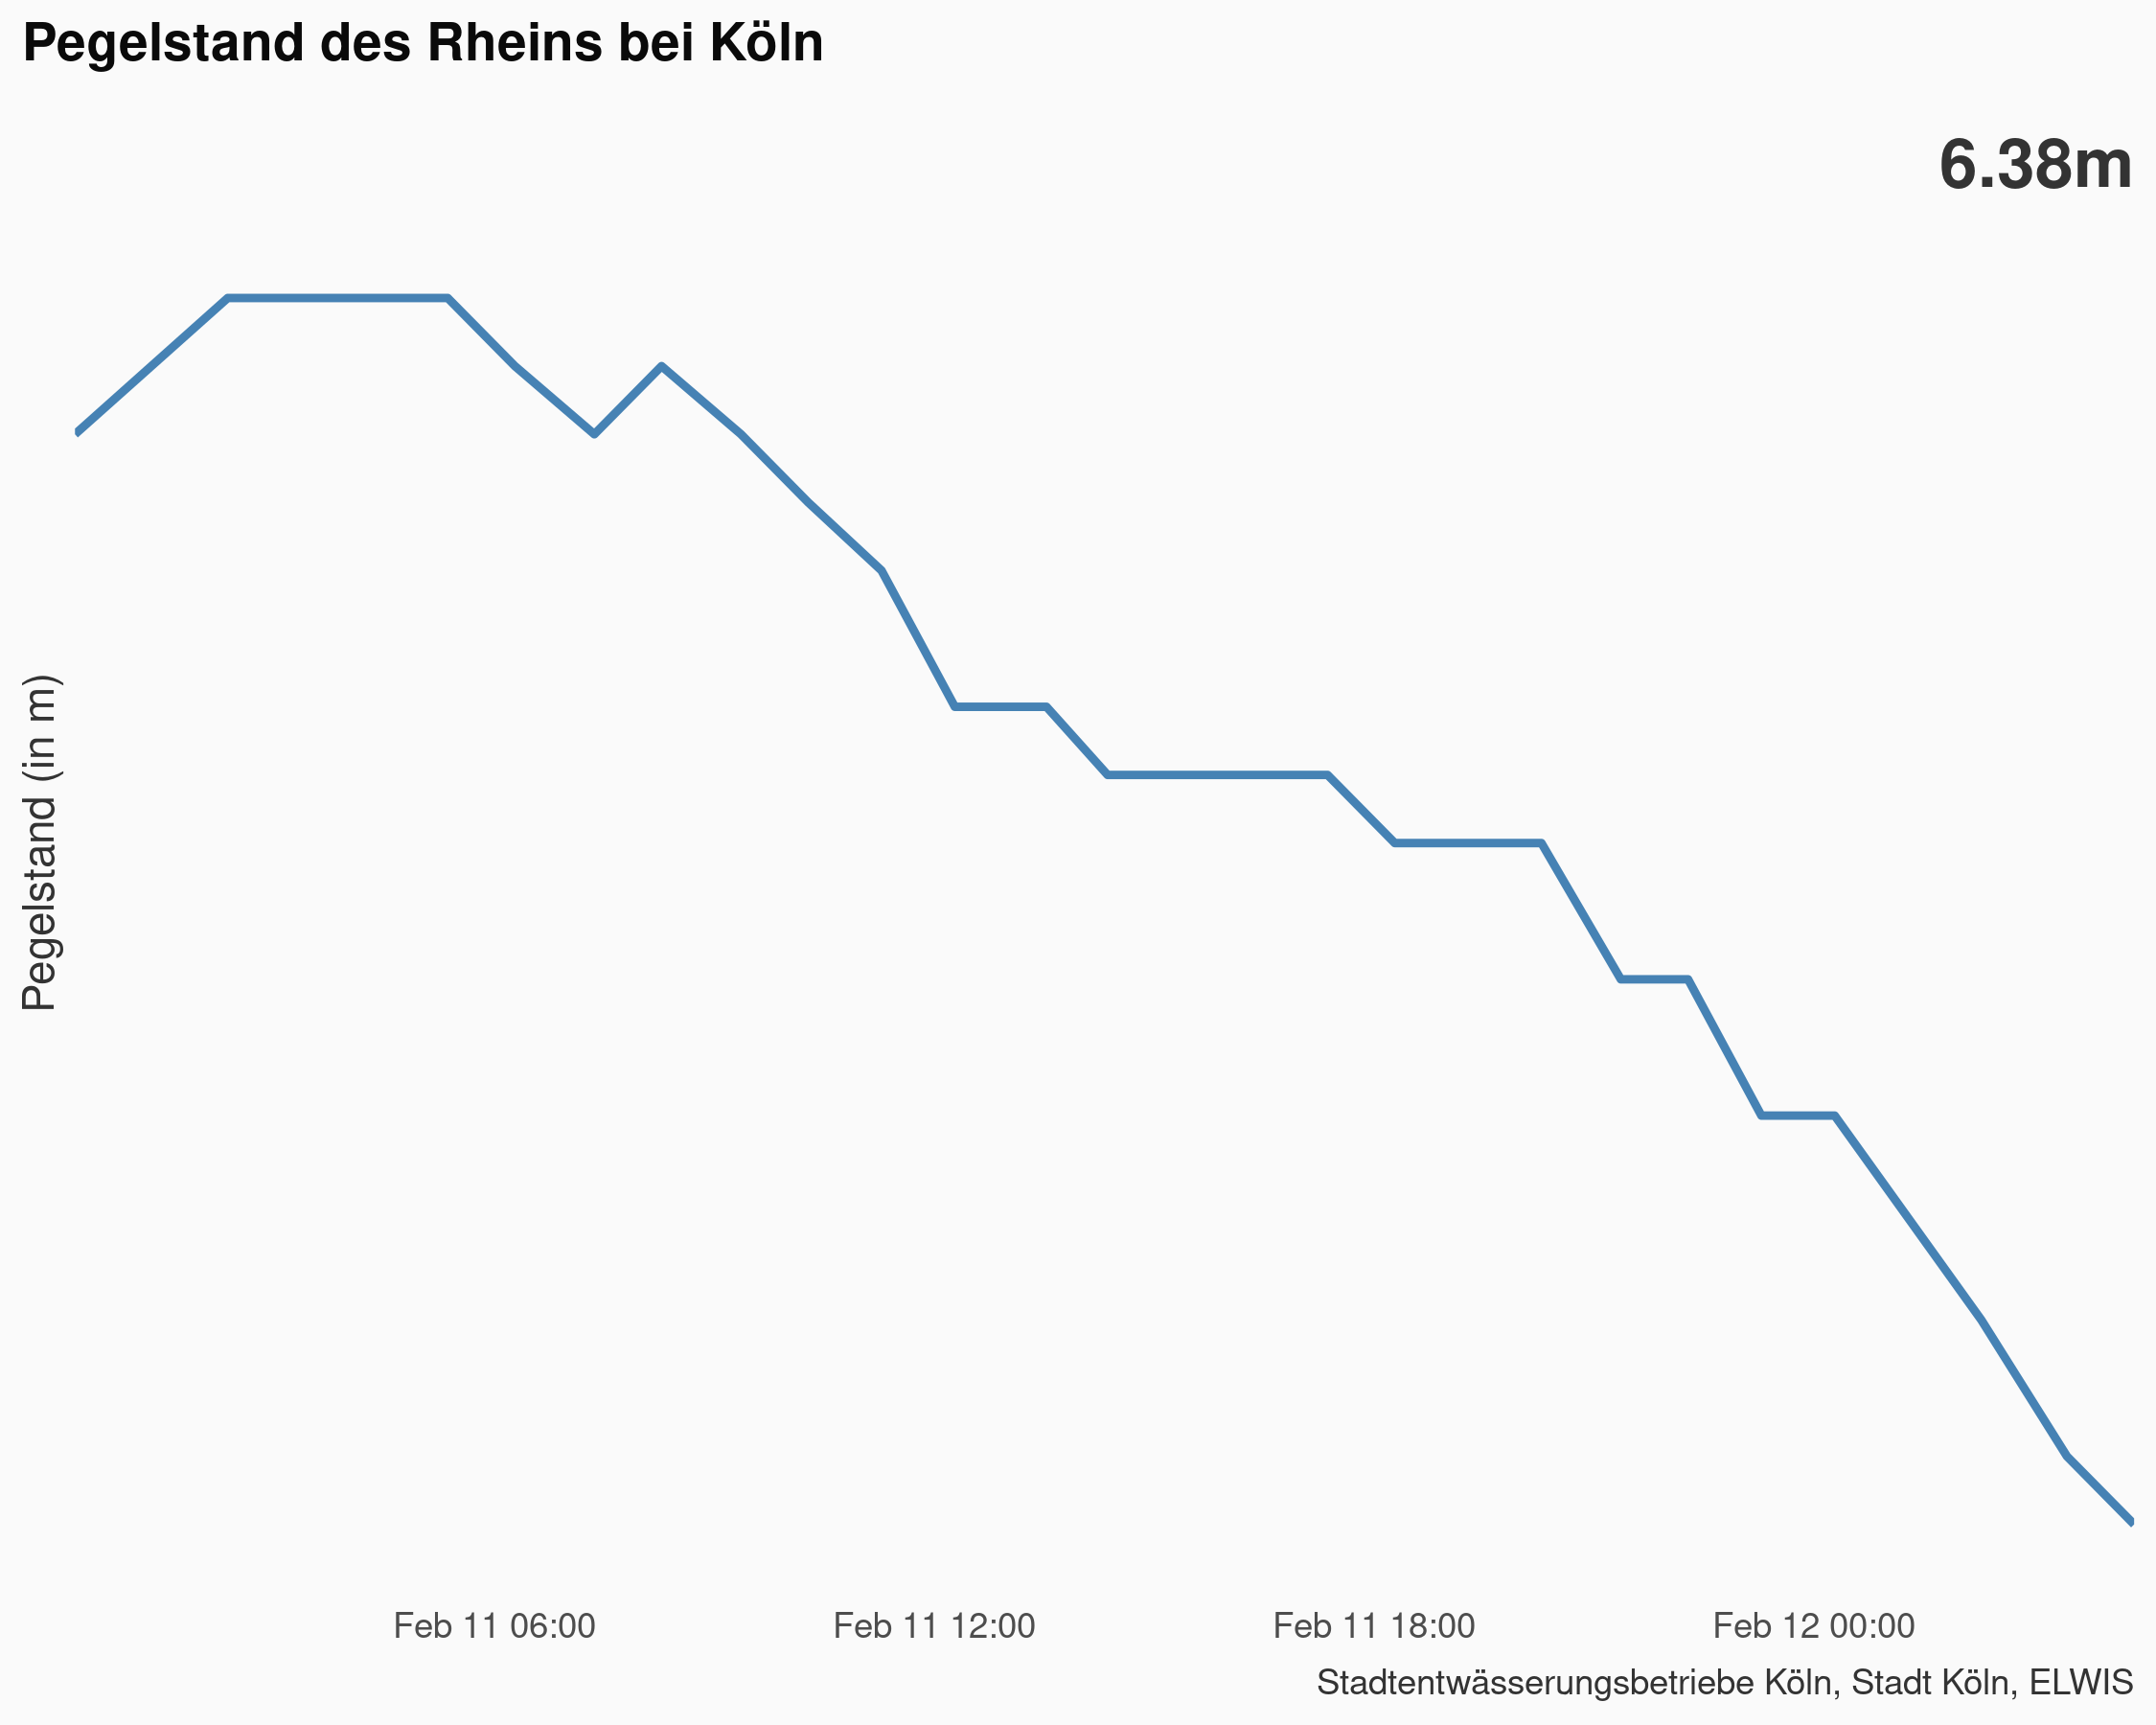 Pegelstand des Rheins bei Köln
6.38m
Pegelstand (in m)
Feb 11 06:00
Feb 11 12:00
Feb 11 18:00
Feb 12 00:00
Stadtentwässerungsbetriebe Köln, Stadt Köln, ELWIS